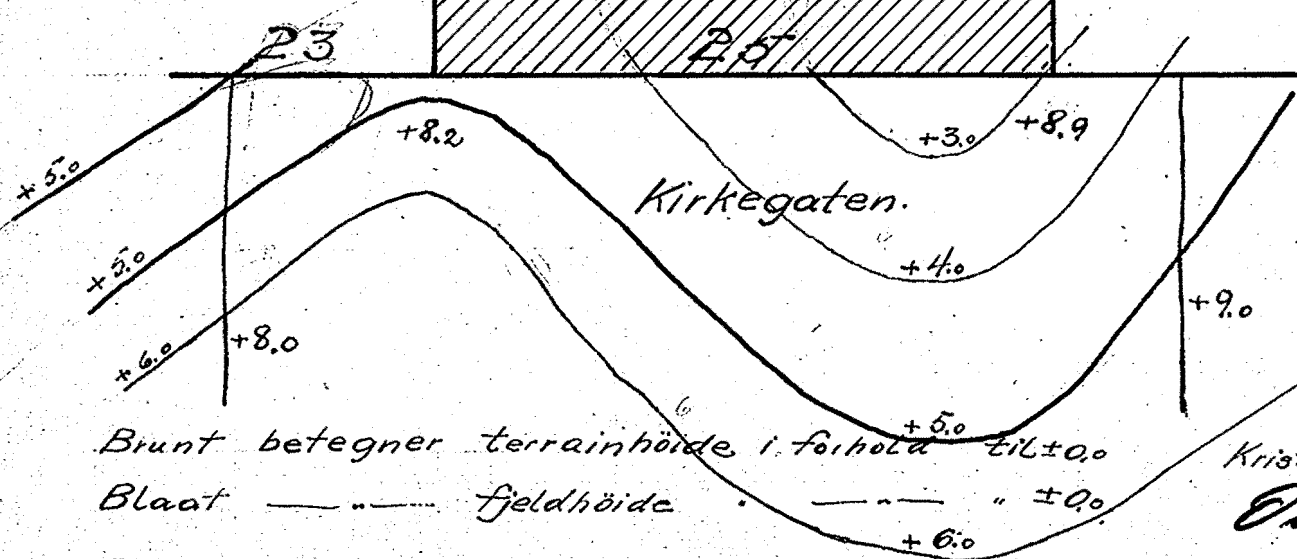 23 25
+8.2 +3.0 +8.9
+5.0
Kirkegaten.
+5.0 +4.0
+9.0
+6.0 +8.0
+5.0
Brunt betegner terrainhöide i forhold til ±0.0
Blaat —— „ —— fjeldhöide . —— „ —— „ ±0.0
+6.0